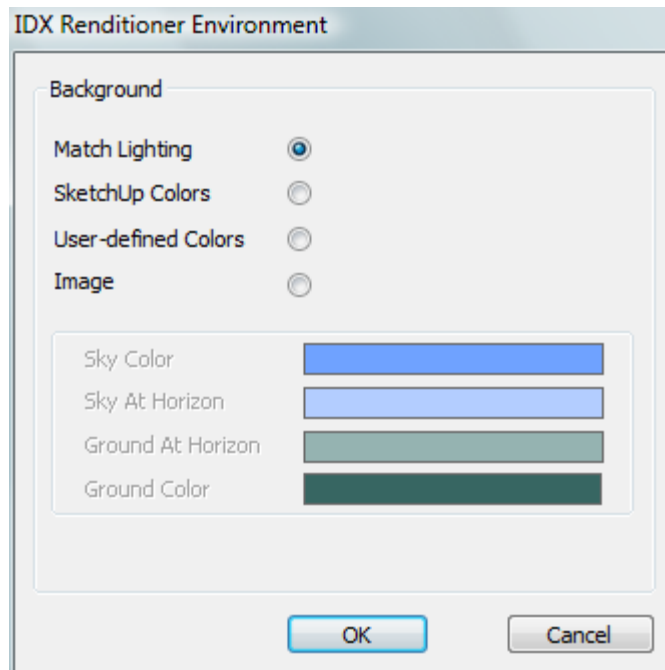 IDX Renditioner Environment
Background
Match Lighting
SketchUp Colors
User-defined Colors
Image
Sky Color
Sky At Horizon
Ground At Horizon
Ground Color
OK
Cancel